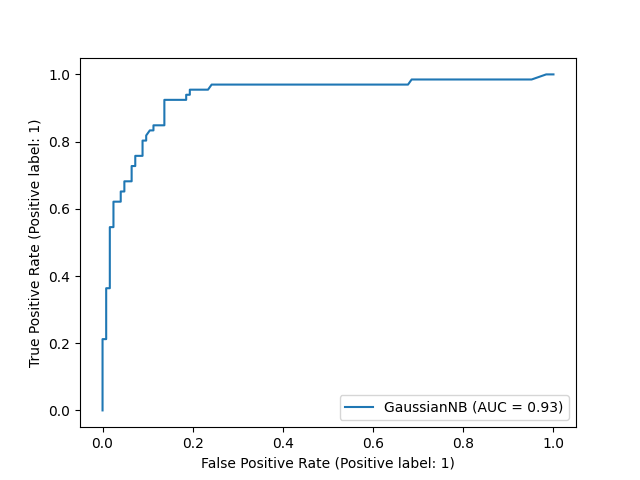 1.0
0.8
0.6
0.4
0.2
0.0
True Positive Rate (Positive label: 1)
GaussianNB (AUC = 0.93)
0.0 0.2 0.4 0.6 0.8 1.0
False Positive Rate (Positive label: 1)